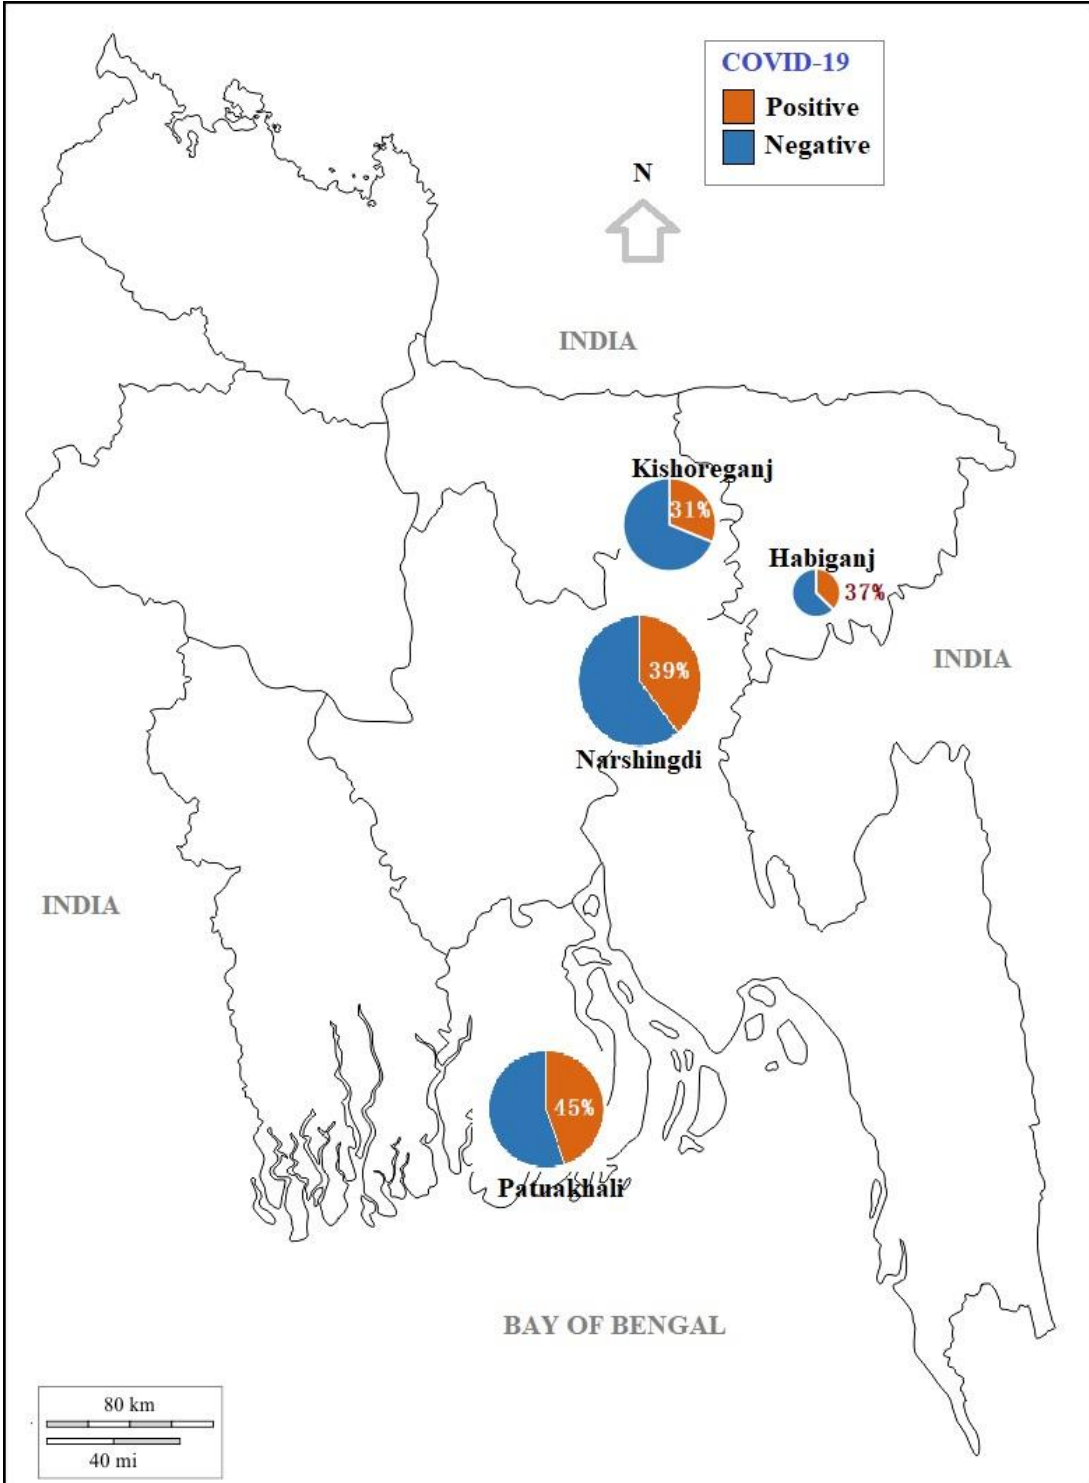 COVID-19
Positive
Negative
N
INDIA
Kishoreganj
31%
Habiganj
37%
39%
INDIA
Narshingdi
INDIA
45%
Patuakhali
BAY OF BENGAL
80 km
40 mi